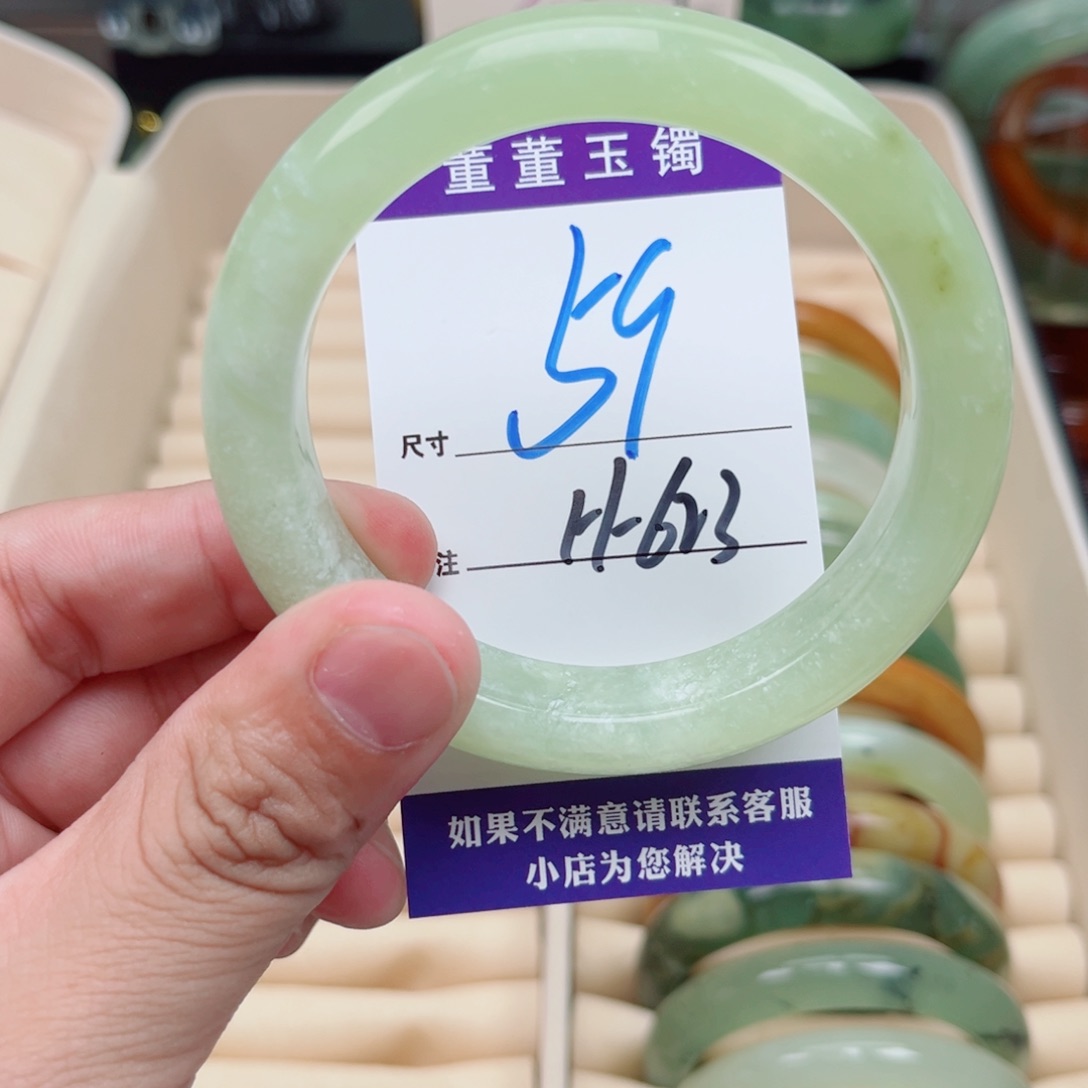 董董玉镯
59
尺寸
注
如果不满意请联系客服
小店为您解决